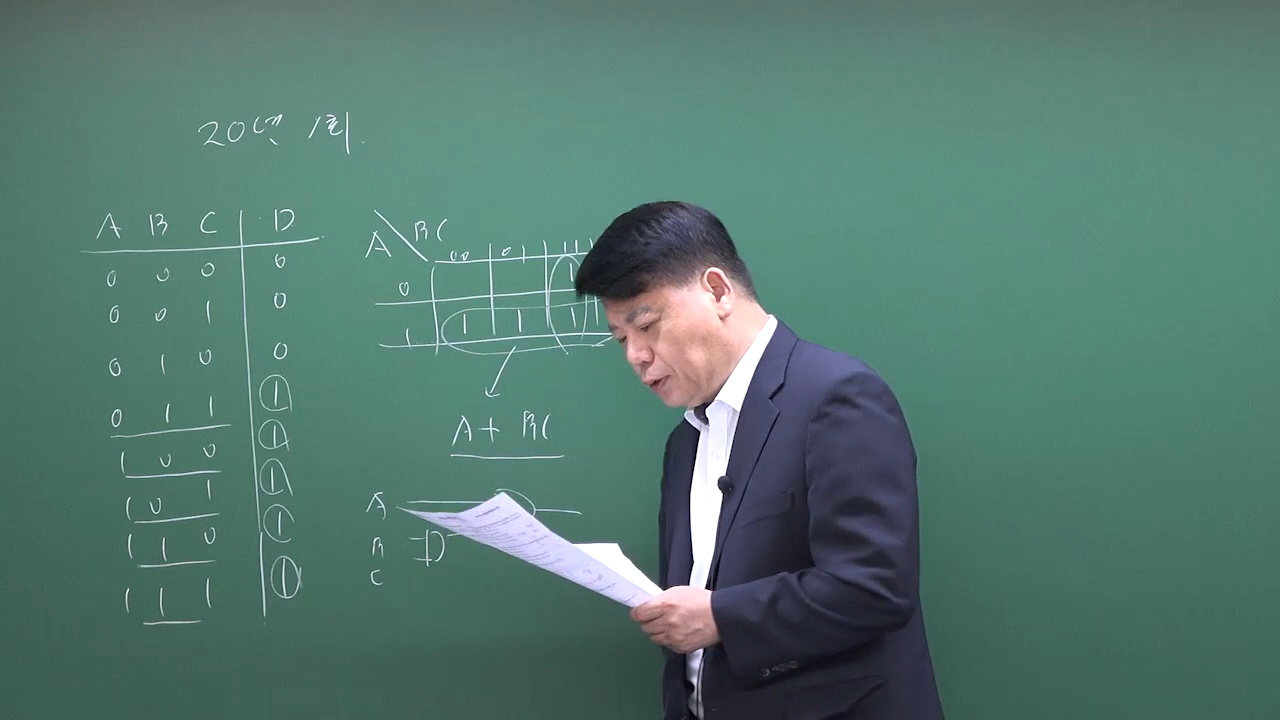 20년 1회.
A B C D
0 0 0 0
0 0 1 0
0 1 0 0
0 1 1 1
1 0 0 1
1 0 1 1
1 1 0 1
1 1 1 1
A BC
00 01 11
0 1
1 1 1 1
A + BC
A
B
C